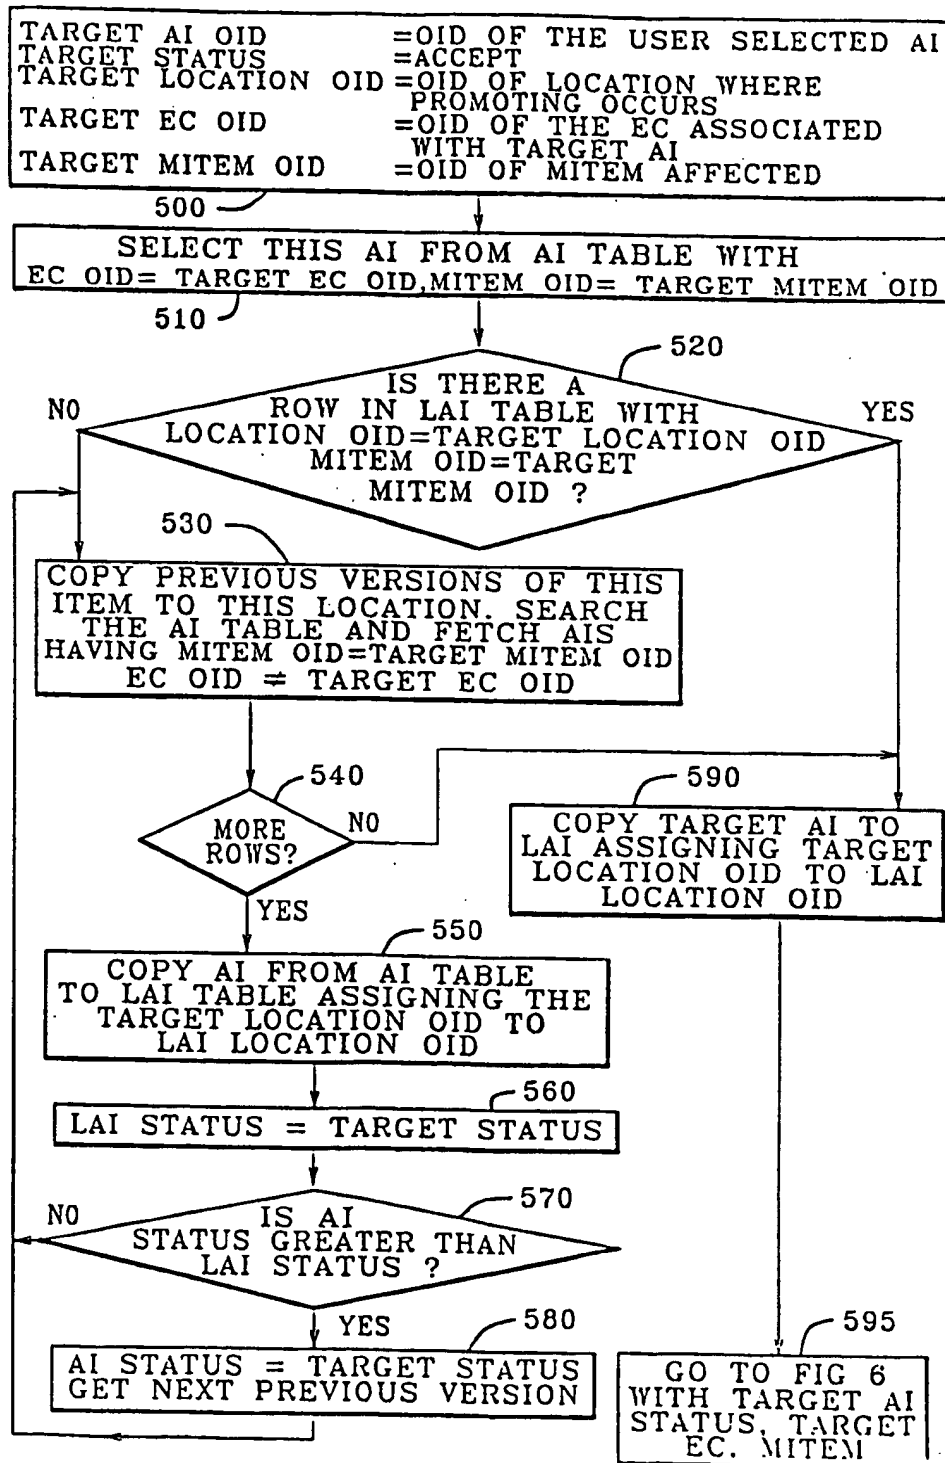 TARGET AI OID =OID OF THE USER SELECTED AI
TARGET STATUS =ACCEPT
TARGET LOCATION OID =OID OF LOCATION WHERE
PROMOTING OCCURS
TARGET EC OID =OID OF THE EC ASSOCIATED
WITH TARGET AI
TARGET MITEM OID =OID OF MITEM AFFECTED
500
SELECT THIS AI FROM AI TABLE WITH
EC OID= TARGET EC OID,MITEM OID= TARGET MITEM OID
510
520
IS THERE A
ROW IN LAI TABLE WITH
LOCATION OID=TARGET LOCATION OID
MITEM OID=TARGET
MITEM OID ?
NO
YES
530
COPY PREVIOUS VERSIONS OF THIS
ITEM TO THIS LOCATION. SEARCH
THE AI TABLE AND FETCH AIS
HAVING MITEM OID=TARGET MITEM OID
EC OID ≠ TARGET EC OID
540
MORE
ROWS?
NO
YES
590
COPY TARGET AI TO
LAI ASSIGNING TARGET
LOCATION OID TO LAI
LOCATION OID
550
COPY AI FROM AI TABLE
TO LAI TABLE ASSIGNING THE
TARGET LOCATION OID TO
LAI LOCATION OID
560
LAI STATUS = TARGET STATUS
570
NO
IS AI
STATUS GREATER THAN
LAI STATUS ?
YES
580
AI STATUS = TARGET STATUS
GET NEXT PREVIOUS VERSION
595
GO TO FIG 6
WITH TARGET AI
STATUS, TARGET
EC. MITEM